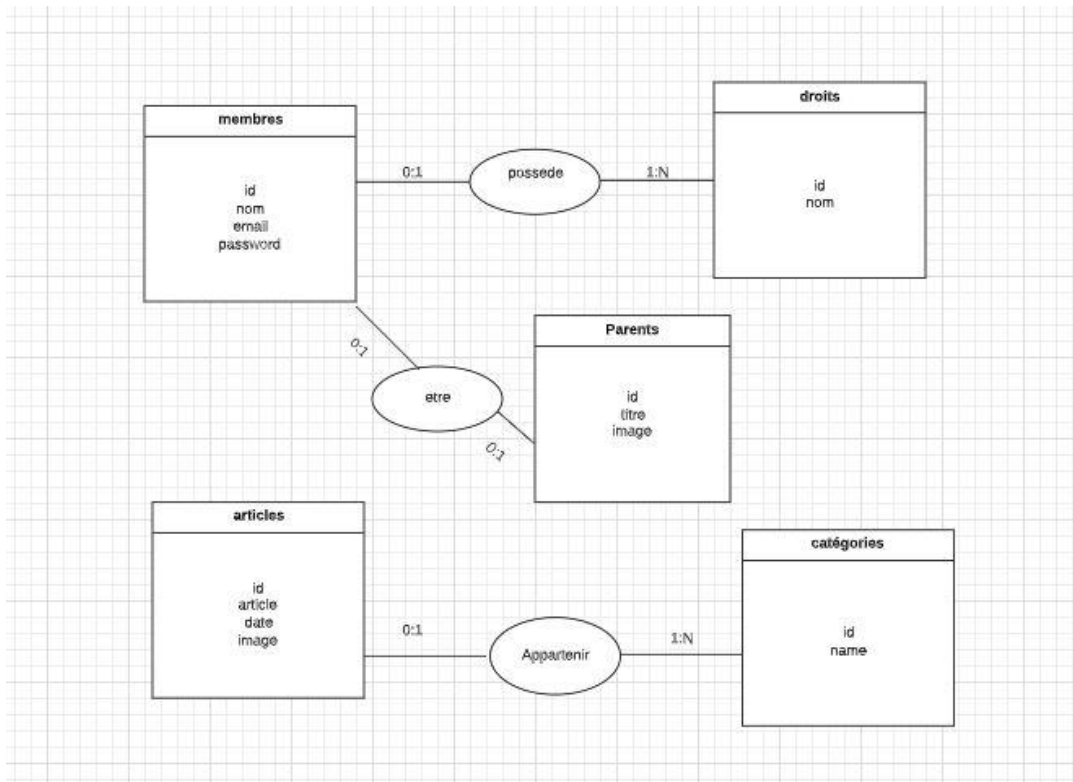 membres
id
nom
email
password
0:1
possede
1:N
droits
id
nom
0:1
etre
0:1
Parents
id
titre
image
articles
id
article
date
image
0:1
Appartenir
1:N
catégories
id
name